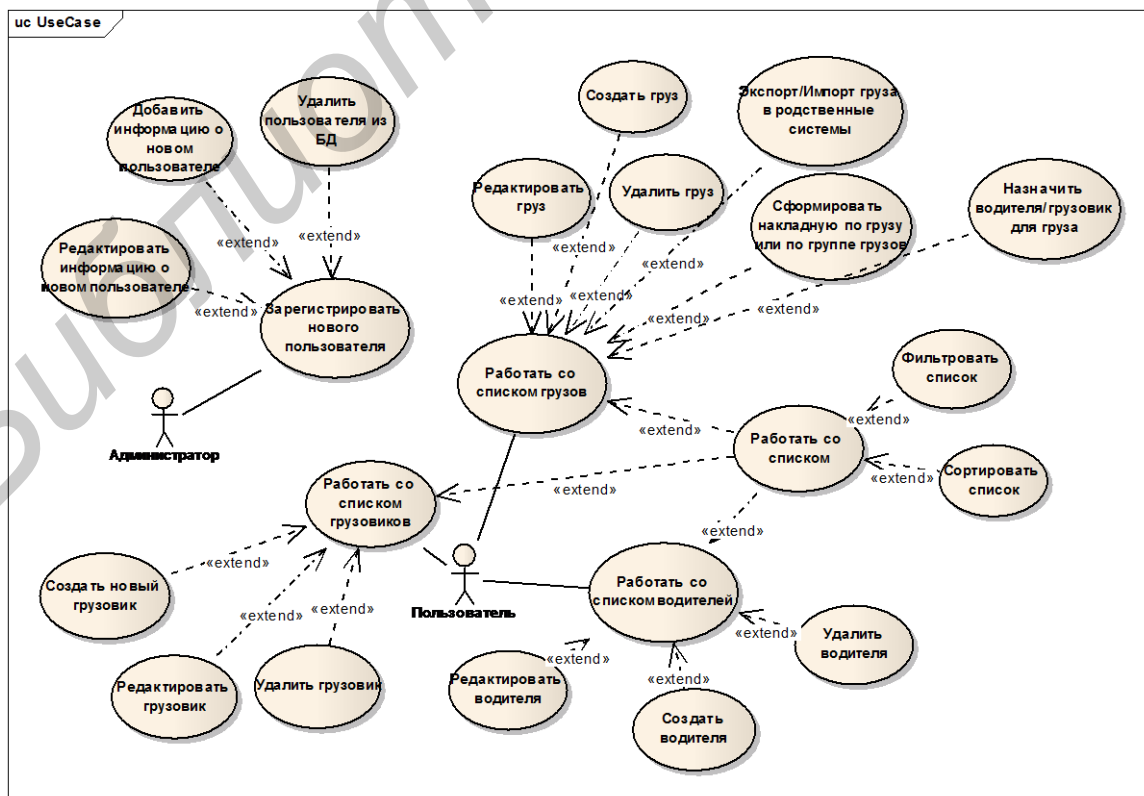 uc UseCase
Добавить
информацию о
новом
пользователе
Удалить
пользователя из
БД
Создать груз
Экспорт/Импорт груза
в родственные
системы
Редактировать
груз
Удалить груз
Сформировать
накладную по грузу
или по группе грузов
Назначить
водителя/грузовик
для груза
Редактировать
информацию о
новом пользователе
«extend»
«extend»
«extend»
«extend»
«extend»
«extend»
«extend»
«extend»
«extend»
Зарегистрировать
нового
пользователя
Работать со
списком грузов
Фильтровать
список
«extend»
Администратор
«extend»
Работать со
списком
Сортировать
список
«extend»
Работать со
списком
грузовиков
«extend»
«extend»
Создать новый
грузовик
«extend»
«extend»
«extend»
Пользователь
Работать со
списком водителей
«extend»
Удалить
водителя
Редактировать
грузовик
Удалить грузовик
«extend»
Редактировать
водителя
«extend»
Создать
водителя
Библиот